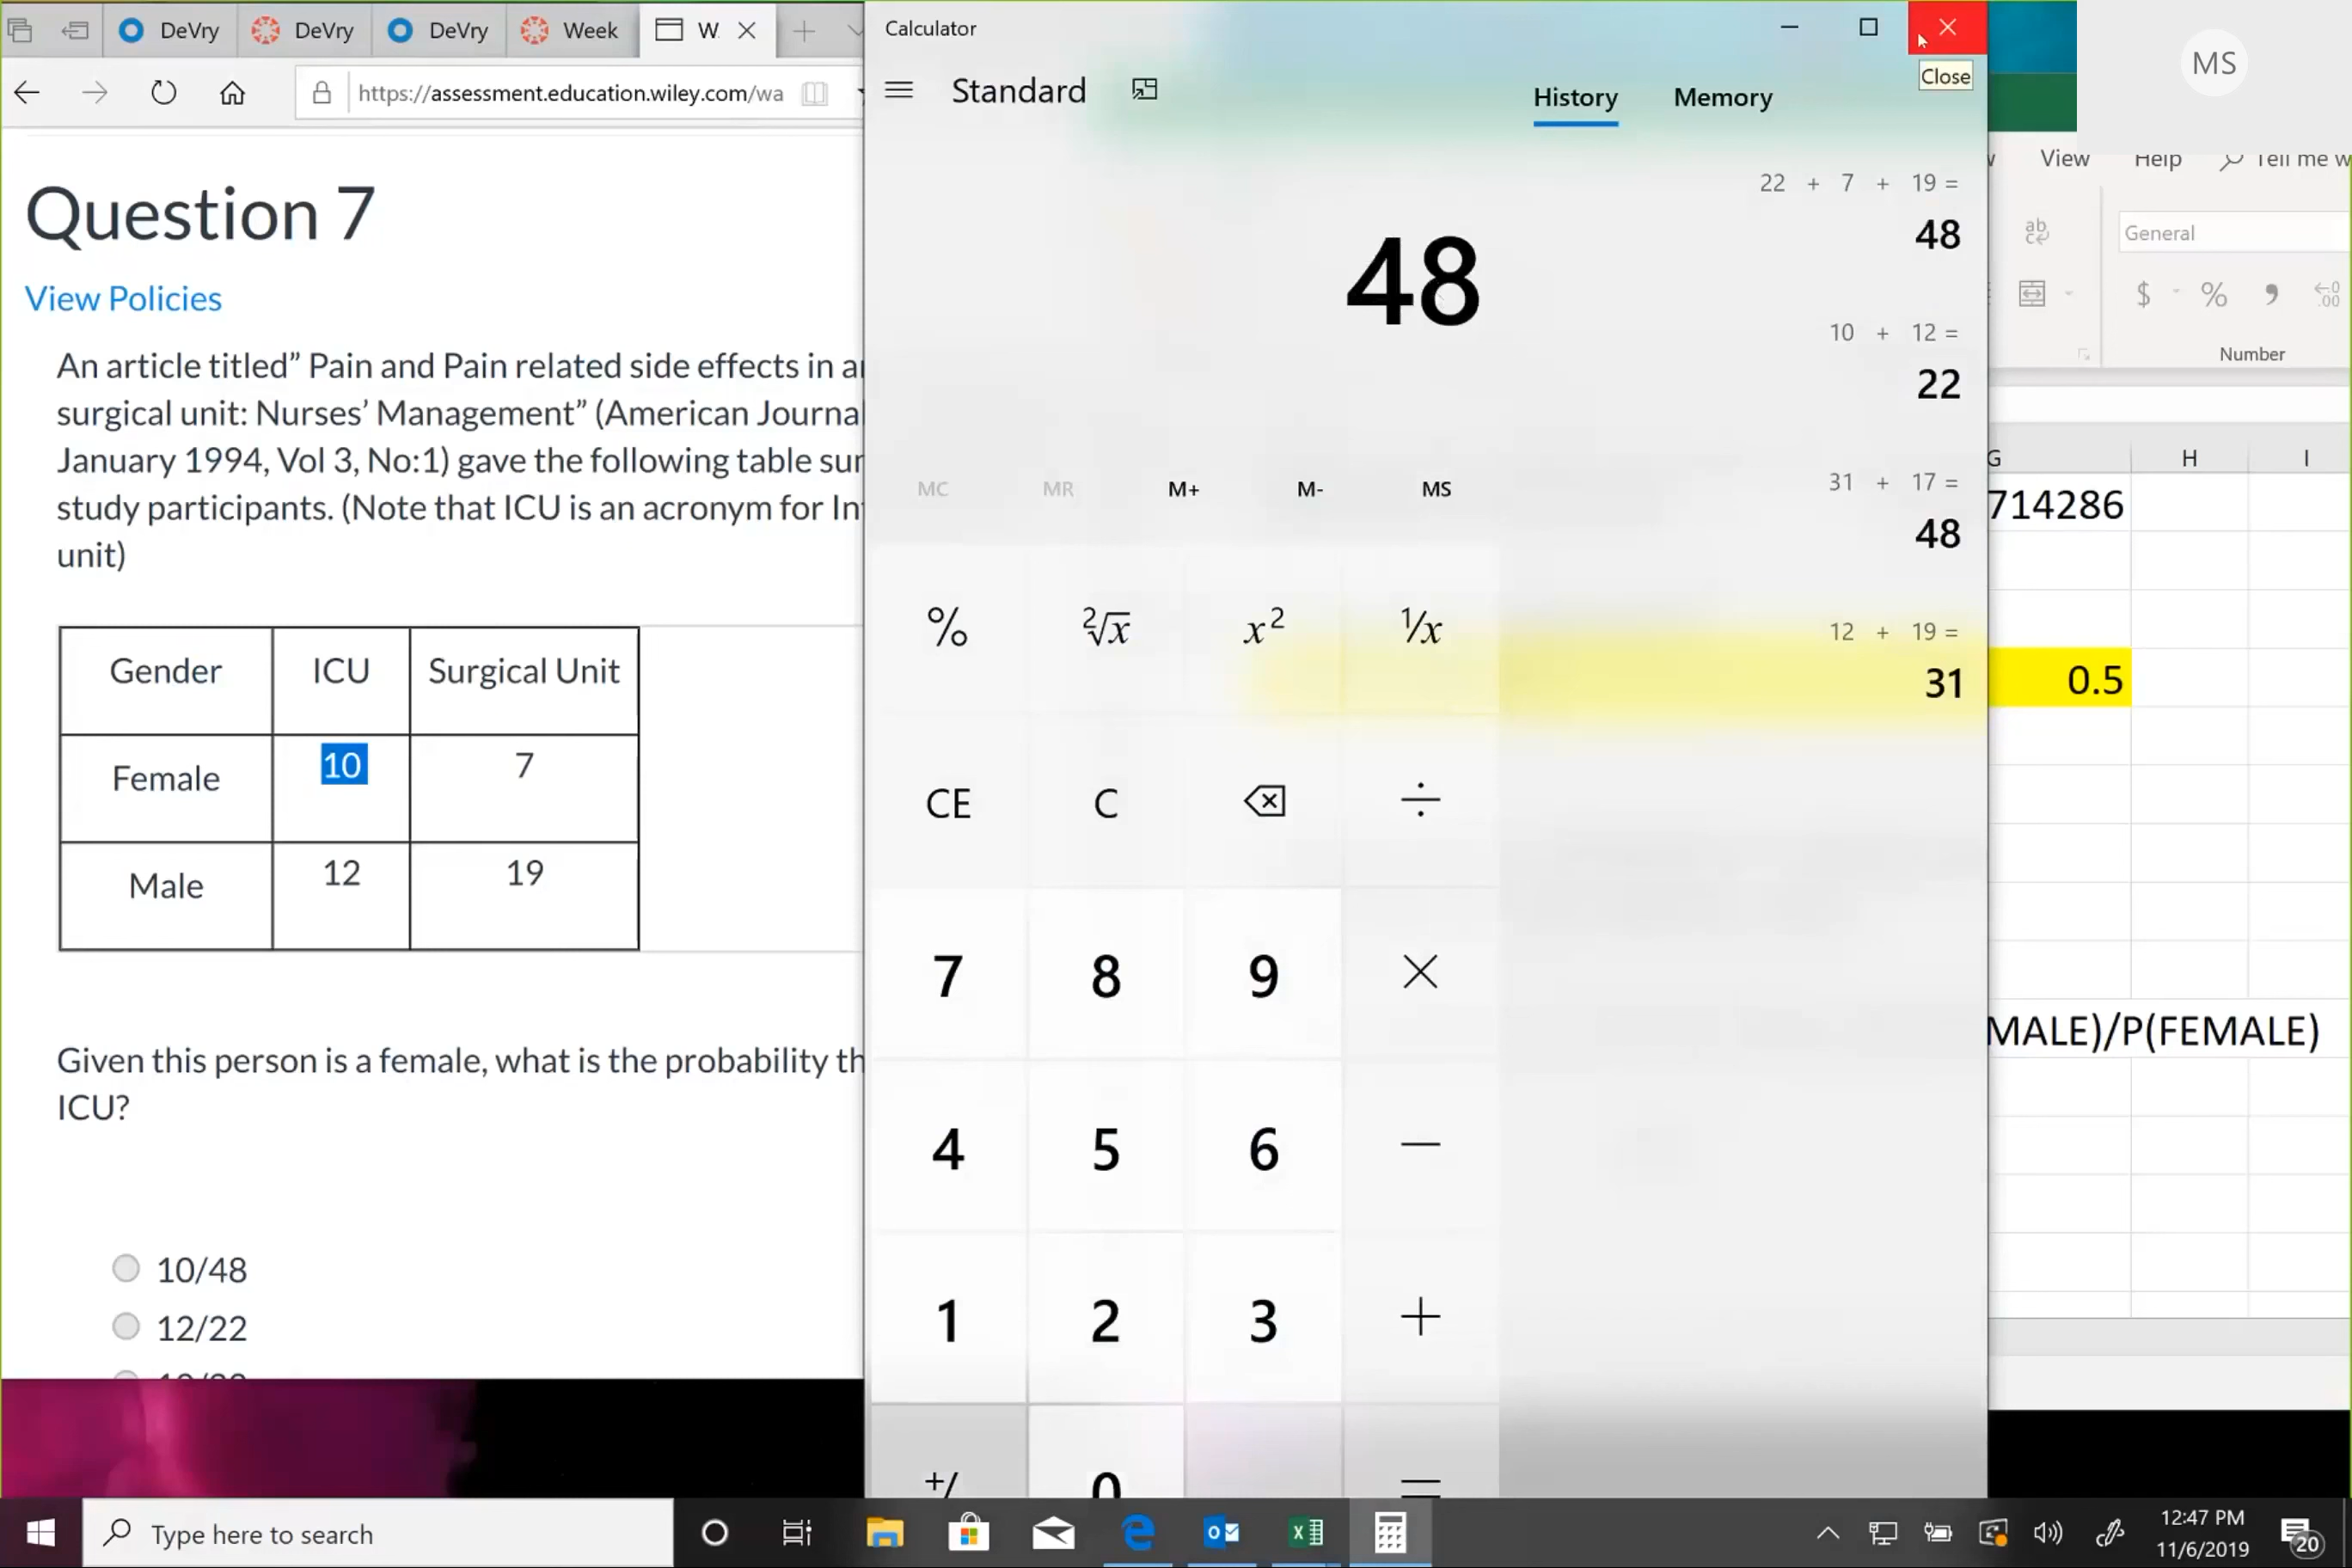 DeVry
DeVry
DeVry
Week
W
https://assessment.education.wiley.com/wa
Question 7
View Policies
An article titled” Pain and Pain related side effects in
surgical unit: Nurses’ Management” (American Journa
January 1994, Vol 3, No:1) gave the following table
study participants. (Note that ICU is an acronym for
unit)
Gender ICU Surgical Unit
Female 10 7
Male 12 19
Given this person is a female, what is the probability
ICU?
10/48
12/22
Calculator
Standard
History Memory
Close
48
22 + 7 + 19 =
48
10 + 12 =
22
31 + 17 =
48
12 + 19 =
31
MC MR M+ M- MS
% ²√x x² ¹/x
CE C ÷
7 8 9 ×
4 5 6 −
1 2 3 +
+/ 0 =
MS
View Help Tell me w
ab
c
General
$ % , ←0
.00
Number
G H I
714286
0.5
MALE)/P(FEMALE)
Type here to search
12:47 PM
11/6/2019
20